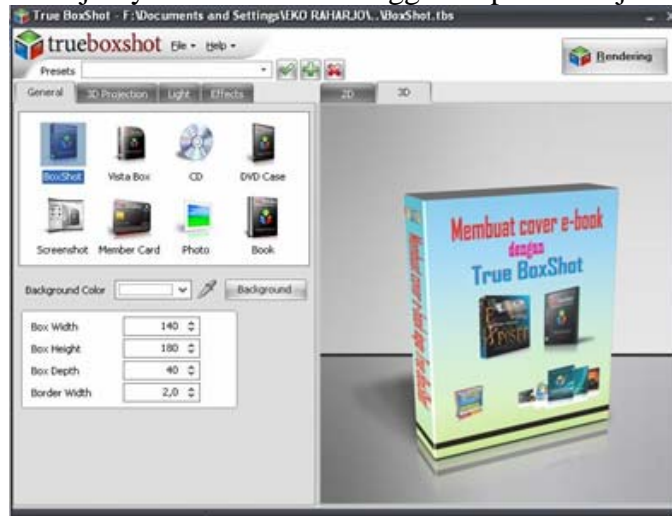 True BoxShot - F:\Documents and Settings\EKO RAHARJO\..\BoxShot.tbs
trueboxshot File Help
Rendering
Presets
General 3D Projection Light Effects
2D 3D
BoxShot Vista Box CD DVD Case
Screenshot Member Card Photo Book
Background Color Background
Box Width 140
Box Height 180
Box Depth 40
Border Width 2,0
Membuat cover e-book
dengan
True BoxShot